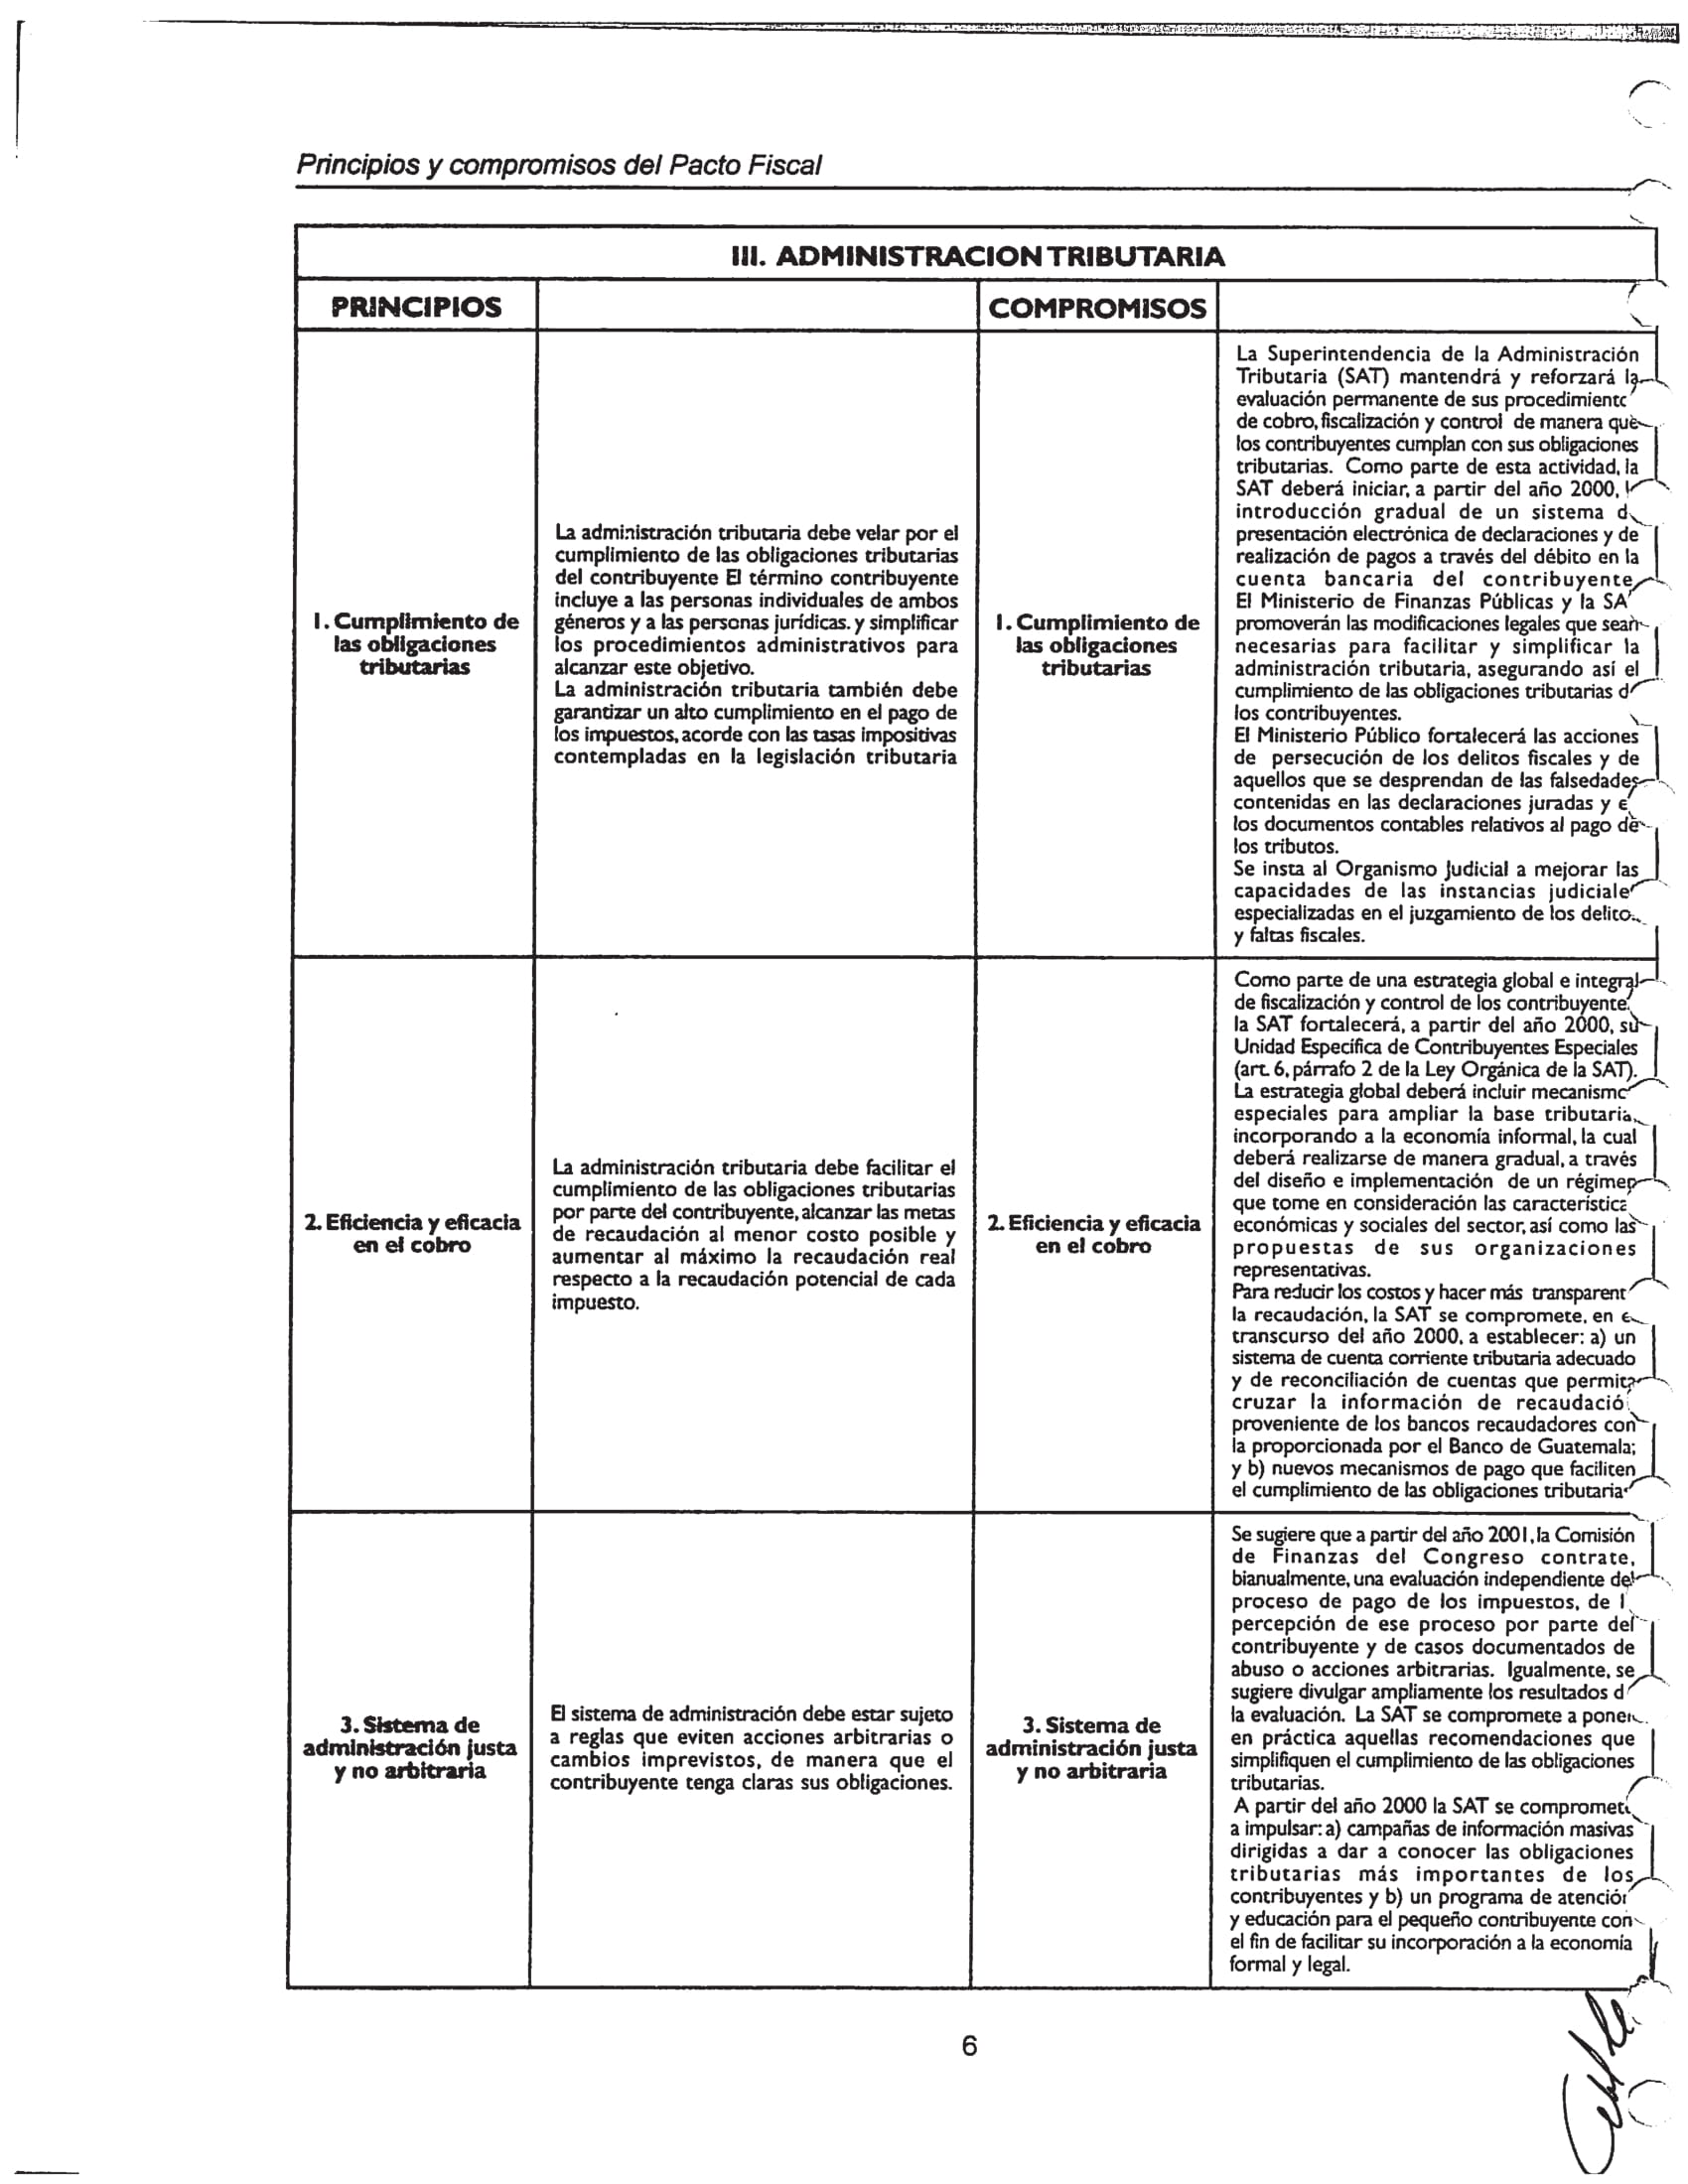 Principios y compromisos del Pacto Fiscal
III. ADMINISTRACION TRIBUTARIA
PRINCIPIOS
COMPROMISOS
1. Cumplimiento de
las obligaciones
tributarias
La administración tributaria debe velar por el
cumplimiento de las obligaciones tributarias
del contribuyente El término contribuyente
incluye a las personas individuales de ambos
géneros y a las personas jurídicas. y simplificar
los procedimientos administrativos para
alcanzar este objetivo.
La administración tributaria también debe
garantizar un alto cumplimiento en el pago de
los impuestos, acorde con las tasas impositivas
contempladas en la legislación tributaria
1. Cumplimiento de
las obligaciones
tributarias
La Superintendencia de la Administración
Tributaria (SAT) mantendrá y reforzará la
evaluación permanente de sus procedimiento
de cobro, fiscalización y control de manera que
los contribuyentes cumplan con sus obligaciones
tributarias. Como parte de esta actividad, la
SAT deberá iniciar, a partir del año 2000,
introducción gradual de un sistema d
presentación electrónica de declaraciones y de
realización de pagos a través del débito en la
cuenta bancaria del contribuyente
El Ministerio de Finanzas Públicas y la SA
promoverán las modificaciones legales que sean
necesarias para facilitar y simplificar la
administración tributaria, asegurando así el
cumplimiento de las obligaciones tributarias d
los contribuyentes.
El Ministerio Público fortalecerá las acciones
de persecución de los delitos fiscales y de
aquellos que se desprendan de las falsedades
contenidas en las declaraciones juradas y e
los documentos contables relativos al pago de
los tributos.
Se insta al Organismo Judicial a mejorar las
capacidades de las instancias judiciale
especializadas en el juzgamiento de los delito
y faltas fiscales.
2. Eficiencia y eficacia
en el cobro
La administración tributaria debe facilitar el
cumplimiento de las obligaciones tributarias
por parte del contribuyente, alcanzar las metas
de recaudación al menor costo posible y
aumentar al máximo la recaudación real
respecto a la recaudación potencial de cada
impuesto.
2. Eficiencia y eficacia
en el cobro
Como parte de una estrategia global e integral
de fiscalización y control de los contribuyente
la SAT fortalecerá, a partir del año 2000, su
Unidad Específica de Contribuyentes Especiales
(art. 6, párrafo 2 de la Ley Orgánica de la SAT).
La estrategia global deberá incluir mecanismo
especiales para ampliar la base tributaria,
incorporando a la economía informal, la cual
deberá realizarse de manera gradual, a través
del diseño e implementación de un régimen
que tome en consideración las característica
económicas y sociales del sector, así como las
propuestas de sus organizaciones
representativas.
Para reducir los costos y hacer más transparent
la recaudación, la SAT se compromete, en e
transcurso del año 2000, a establecer: a) un
sistema de cuenta corriente tributaria adecuado
y de reconciliación de cuentas que permita
cruzar la información de recaudació
proveniente de los bancos recaudadores con
la proporcionada por el Banco de Guatemala;
y b) nuevos mecanismos de pago que faciliten
el cumplimiento de las obligaciones tributaria
3. Sistema de
administración justa
y no arbitraria
El sistema de administración debe estar sujeto
a reglas que eviten acciones arbitrarias o
cambios imprevistos, de manera que el
contribuyente tenga claras sus obligaciones.
3. Sistema de
administración justa
y no arbitraria
Se sugiere que a partir del año 2001, la Comisión
de Finanzas del Congreso contrate,
bianualmente, una evaluación independiente del
proceso de pago de los impuestos, de l
percepción de ese proceso por parte del
contribuyente y de casos documentados de
abuso o acciones arbitrarias. Igualmente, se
sugiere divulgar ampliamente los resultados d
la evaluación. La SAT se compromete a poner
en práctica aquellas recomendaciones que
simplifiquen el cumplimiento de las obligaciones
tributarias.
A partir del año 2000 la SAT se compromet
a impulsar: a) campañas de información masivas
dirigidas a dar a conocer las obligaciones
tributarias más importantes de los
contribuyentes y b) un programa de atención
y educación para el pequeño contribuyente con
el fin de facilitar su incorporación a la economía
formal y legal.
6